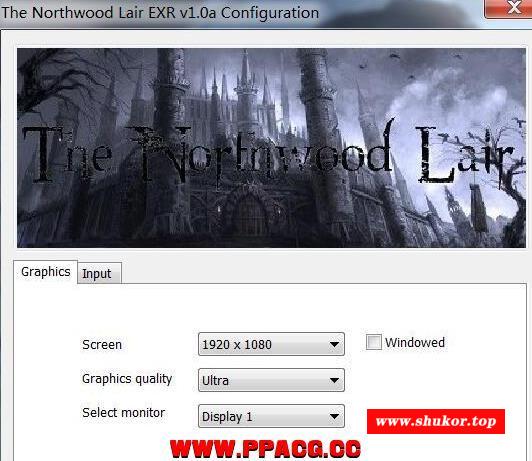 The Northwood Lair EXR v1.0a Configuration
The Northwood Lair
Graphics
Input
Screen
1920 x 1080
Windowed
Graphics quality
Ultra
Select monitor
Display 1
www.shukor.top
WWW.PPACG.CC